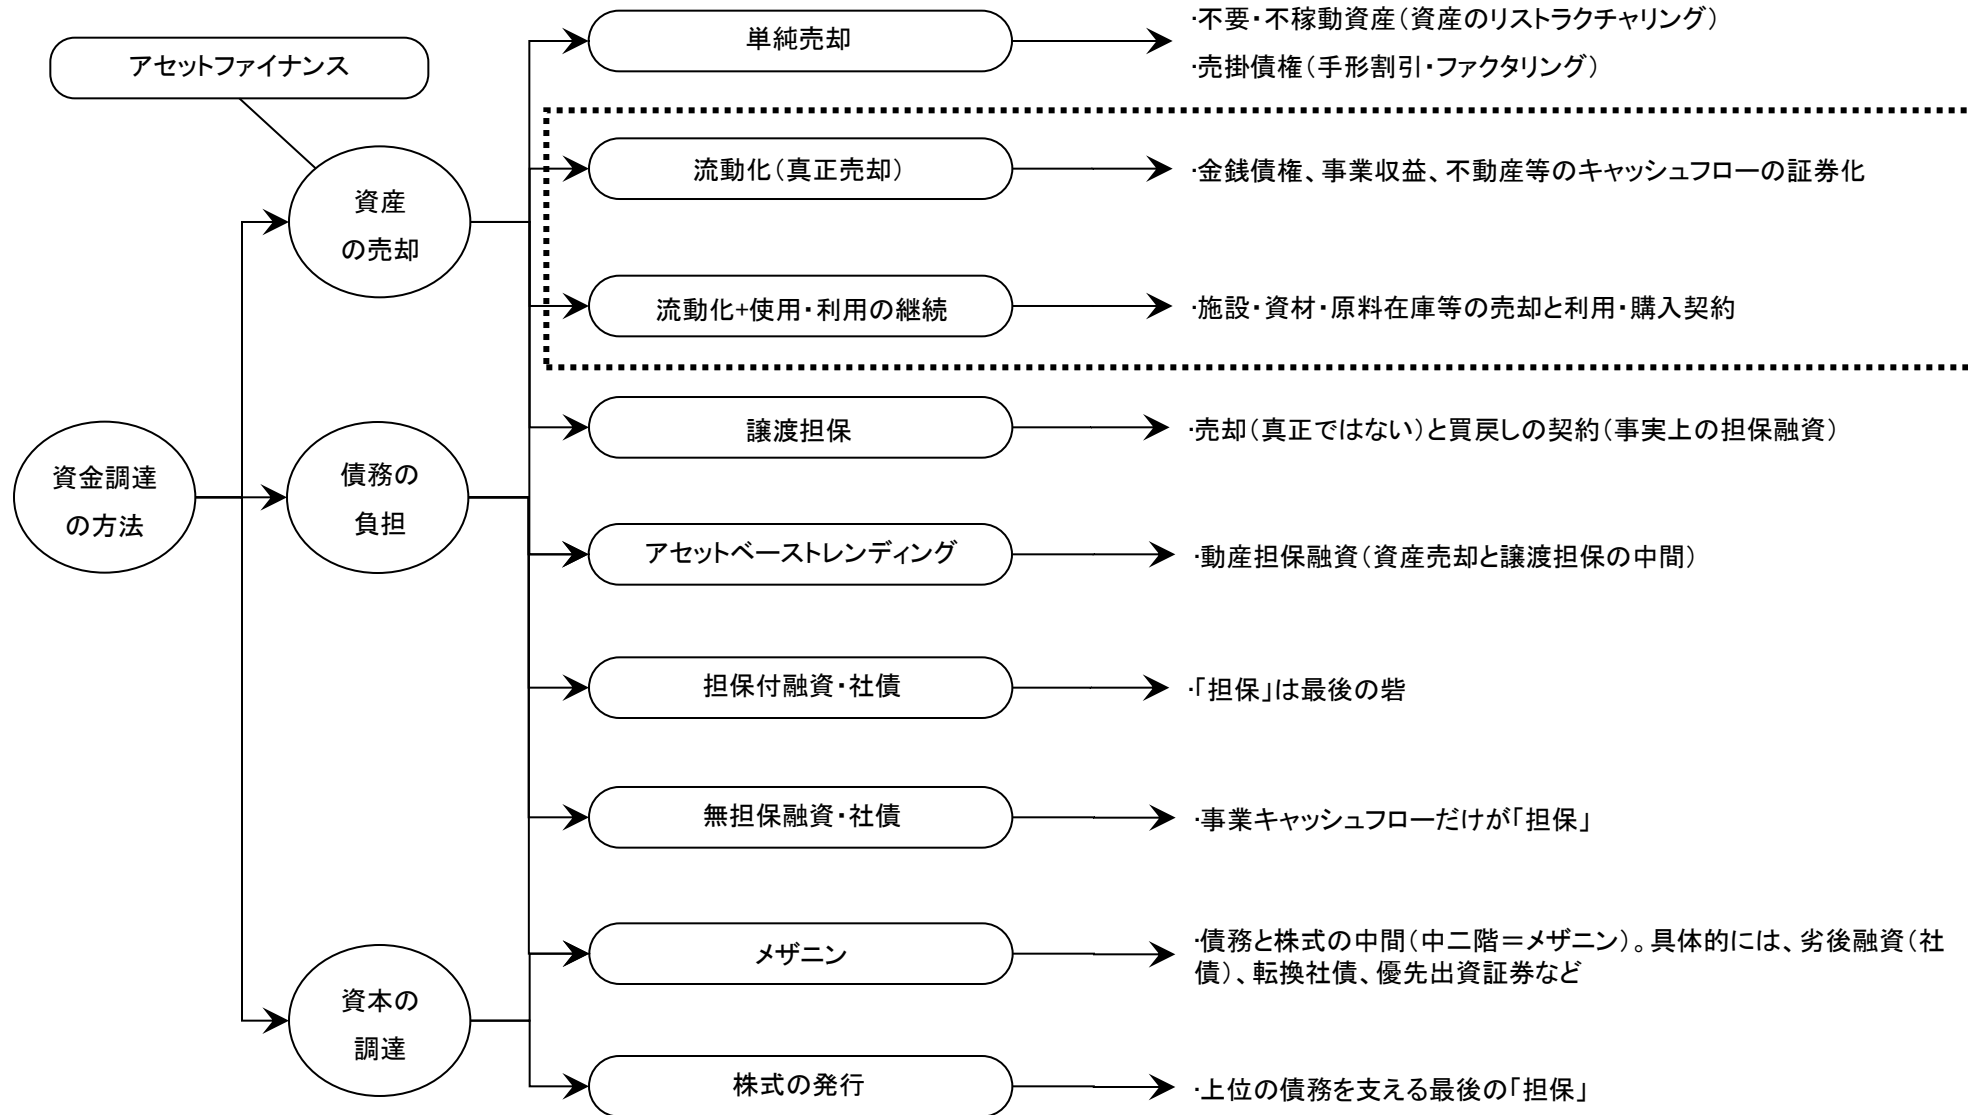 アセットファイナンス
資金調達
の方法
資産
の売却
債務の
負担
資本の
調達
単純売却
・不要・不稼動資産（資産のリストラクチャリング）
・売掛債権（手形割引・ファクタリング）
流動化（真正売却）
・金銭債権、事業収益、不動産等のキャッシュフローの証券化
流動化+使用・利用の継続
・施設・資材・原料在庫等の売却と利用・購入契約
譲渡担保
・売却（真正ではない）と買戻しの契約（事実上の担保融資）
アセットベーストレンディング
・動産担保融資（資産売却と譲渡担保の中間）
担保付融資・社債
・「担保」は最後の砦
無担保融資・社債
・事業キャッシュフローだけが「担保」
メザニン
・債務と株式の中間（中二階＝メザニン）。具体的には、劣後融資（社
債）、転換社債、優先出資証券など
株式の発行
・上位の債務を支える最後の「担保」